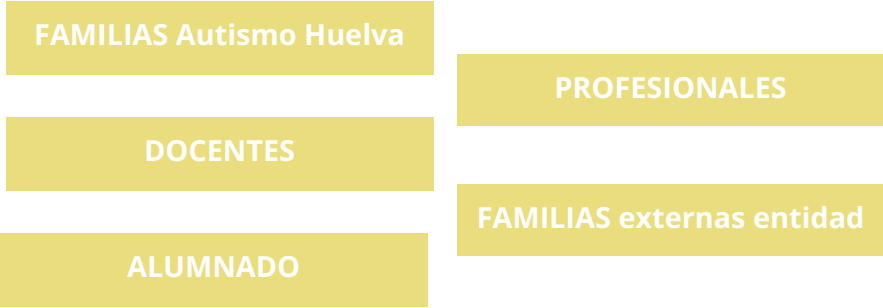 FAMILIAS Autismo Huelva
DOCENTES
ALUMNADO
PROFESIONALES
FAMILIAS externas entidad